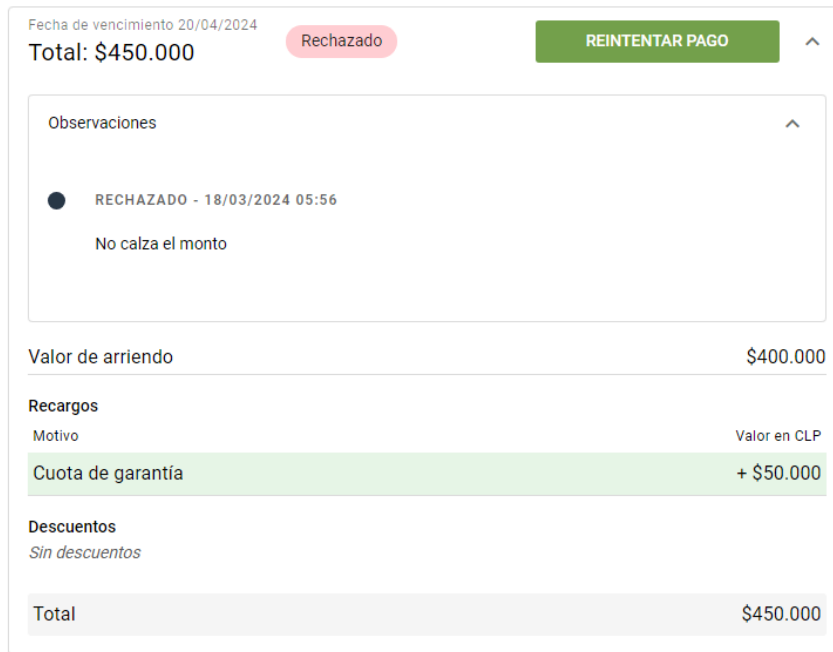 Fecha de vencimiento 20/04/2024
Total: $450.000
Rechazado
REINTENTAR PAGO
Observaciones
RECHAZADO - 18/03/2024 05:56
No calza el monto
Valor de arriendo $400.000
Recargos
Motivo Valor en CLP
Cuota de garantía + $50.000
Descuentos
Sin descuentos
Total $450.000